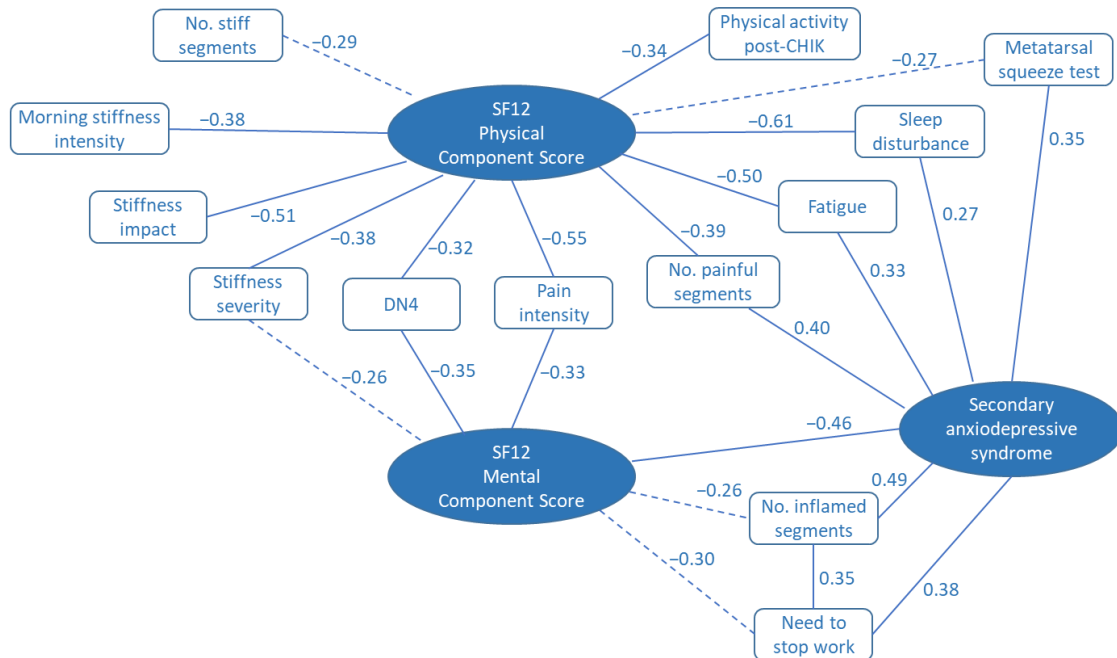 No. stiff
segments
−0.29
Physical activity
post-CHIK
−0.34
Metatarsal
squeeze test
−0.27
Morning stiffness
intensity
−0.38
SF12
Physical
Component Score
−0.61
Sleep
disturbance
0.35
Stiffness
impact
−0.51
−0.50
Fatigue
0.27
−0.38
−0.32
−0.55
−0.39
Stiffness
severity
DN4
Pain
intensity
No. painful
segments
0.33
0.40
−0.26
−0.35
−0.33
SF12
Mental
Component Score
−0.46
Secondary
anxiodepressive
syndrome
−0.26
No. inflamed
segments
0.49
−0.30
0.35
0.38
Need to
stop work